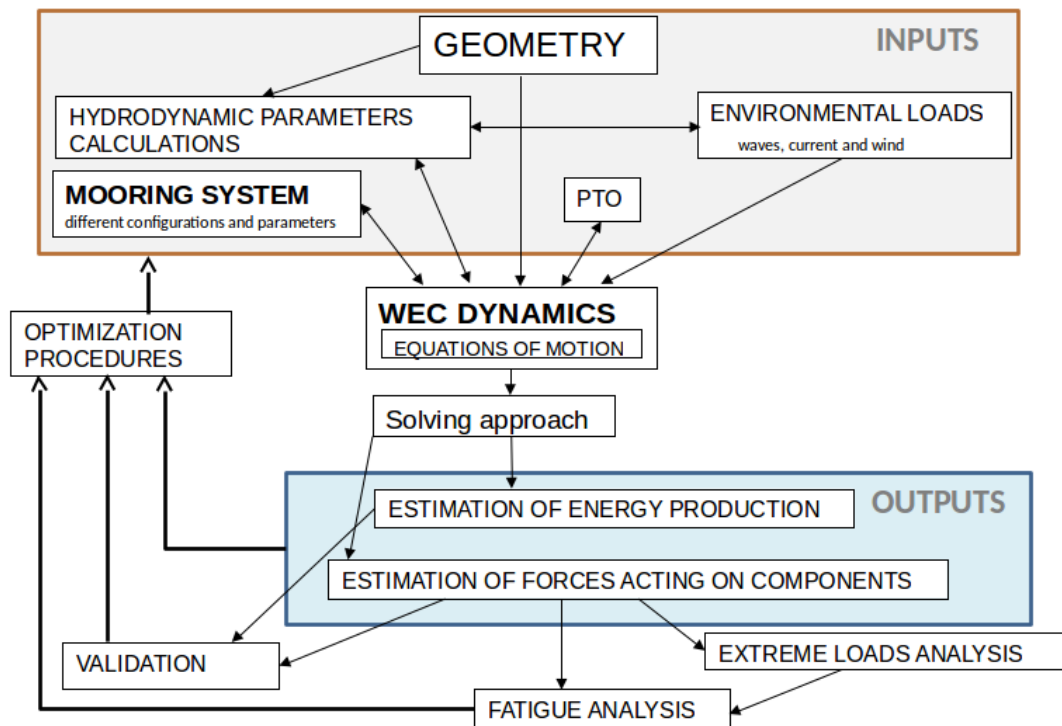 GEOMETRY
INPUTS
HYDRODYNAMIC PARAMETERS
CALCULATIONS
ENVIRONMENTAL LOADS
waves, current and wind
MOORING SYSTEM
different configurations and parameters
PTO
WEC DYNAMICS
EQUATIONS OF MOTION
OPTIMIZATION
PROCEDURES
Solving approach
OUTPUTS
ESTIMATION OF ENERGY PRODUCTION
ESTIMATION OF FORCES ACTING ON COMPONENTS
VALIDATION
EXTREME LOADS ANALYSIS
FATIGUE ANALYSIS